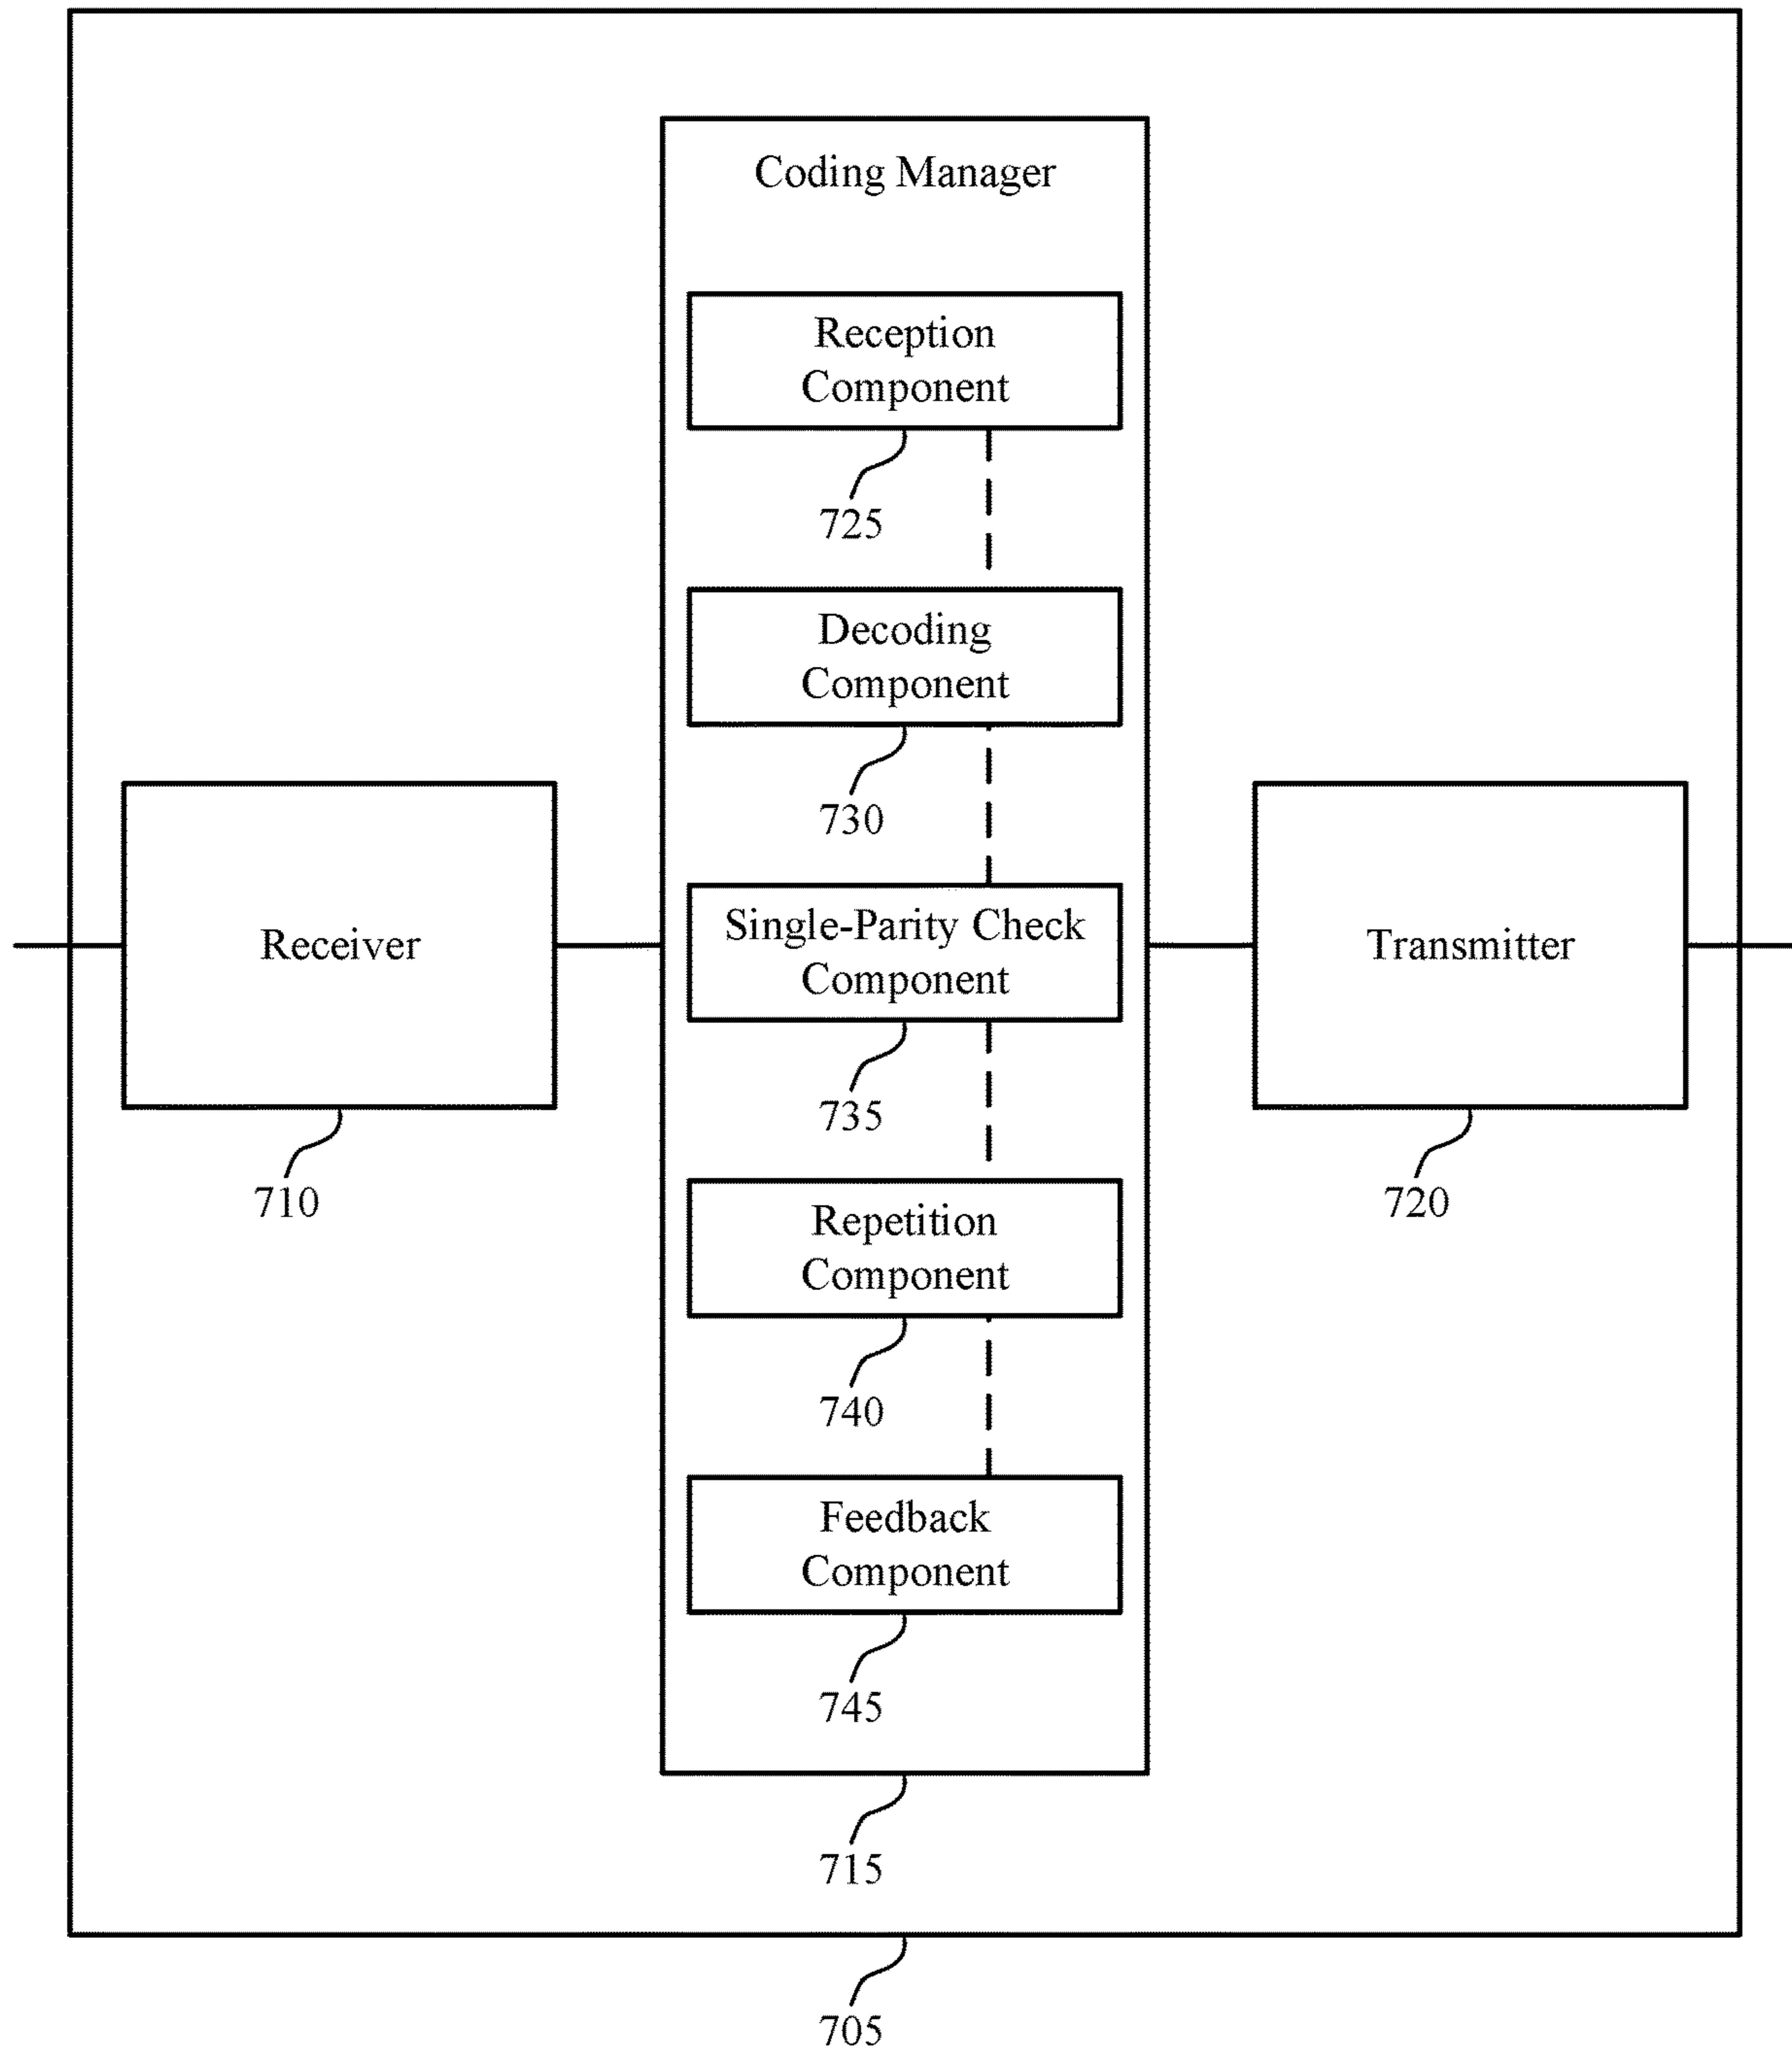 Coding Manager
Reception
Component
725
Decoding
Component
730
Receiver
710
Single-Parity Check
Component
735
Transmitter
720
Repetition
Component
740
Feedback
Component
745
715
705